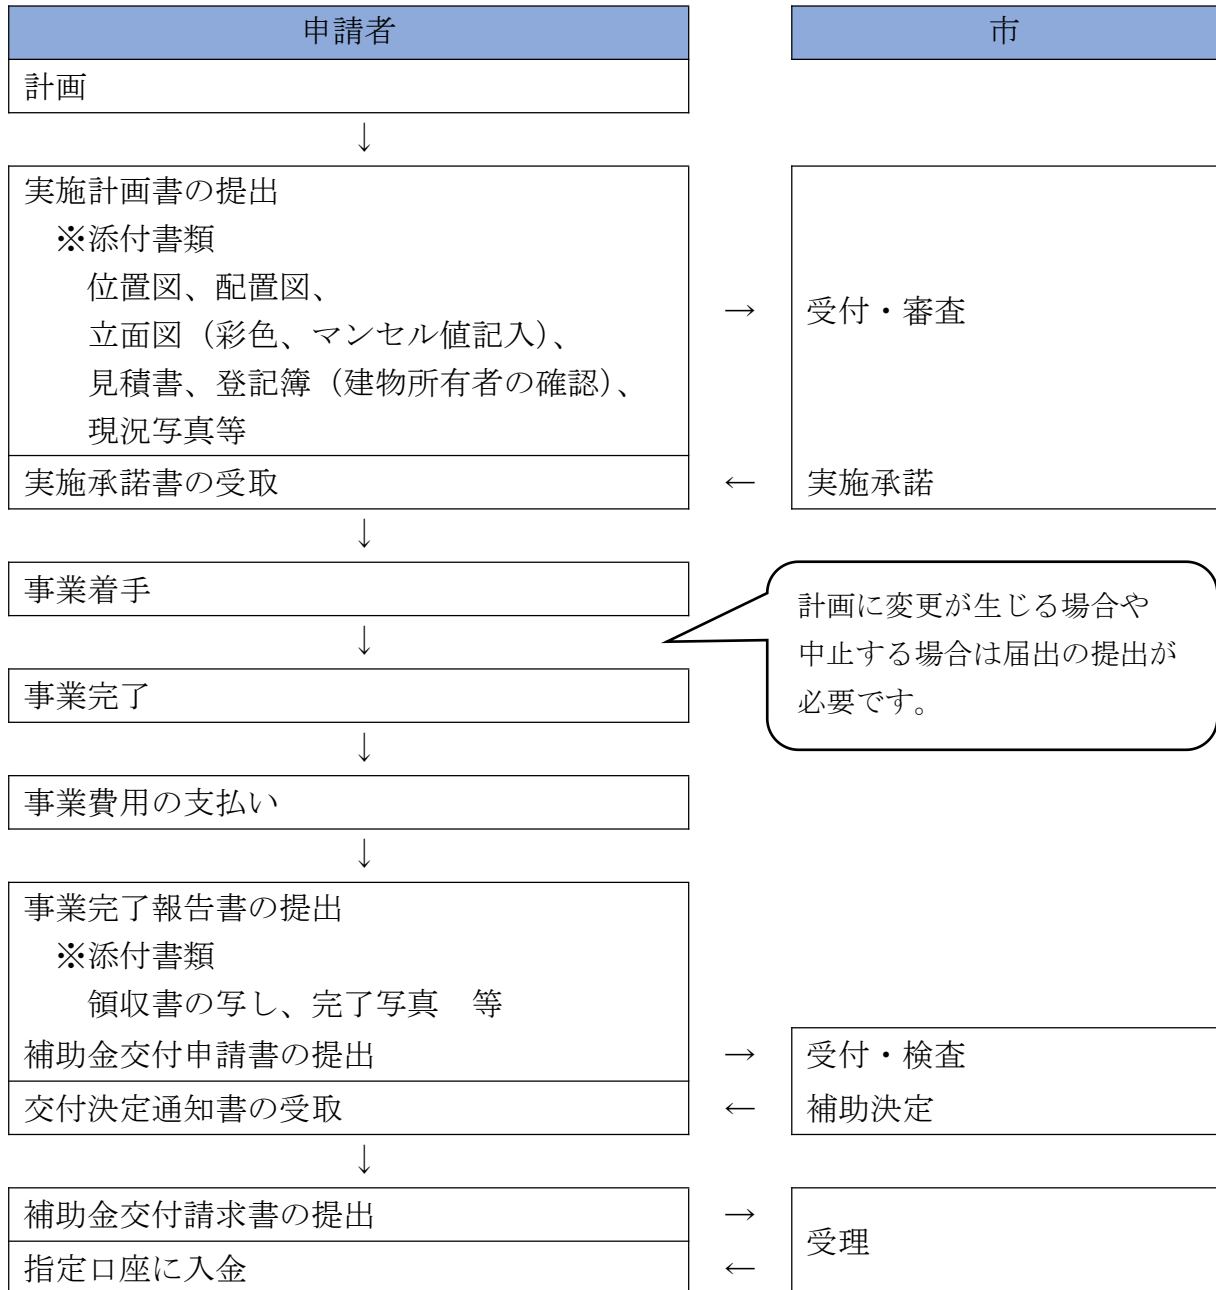 申請者
市
計画
↓
実施計画書の提出
※添付書類
位置図、配置図、
立面図（彩色、マンセル値記入）、
見積書、登記簿（建物所有者の確認）、
現況写真等
→
受付・審査
実施承諾書の受取
←
実施承諾
↓
事業着手
↓
計画に変更が生じる場合や
中止する場合は届出の提出が
必要です。
事業完了
↓
事業費用の支払い
↓
事業完了報告書の提出
※添付書類
領収書の写し、完了写真　等
補助金交付申請書の提出
→
受付・検査
交付決定通知書の受取
←
補助決定
↓
補助金交付請求書の提出
→
受理
指定口座に入金
←